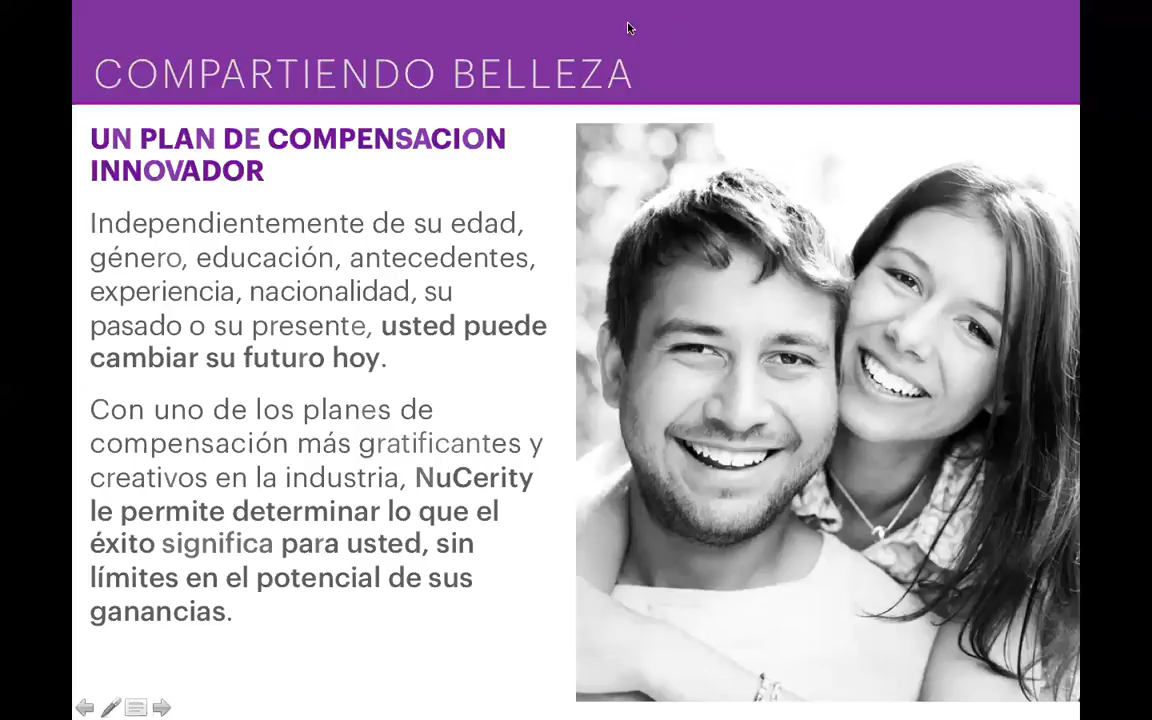 COMPARTIENDO BELLEZA
UN PLAN DE COMPENSACION
INNOVADOR
Independientemente de su edad,
género, educación, antecedentes,
experiencia, nacionalidad, su
pasado o su presente, usted puede
cambiar su futuro hoy.
Con uno de los planes de
compensación más gratificantes y
creativos en la industria, NuCerity
le permite determinar lo que el
éxito significa para usted, sin
límites en el potencial de sus
ganancias.